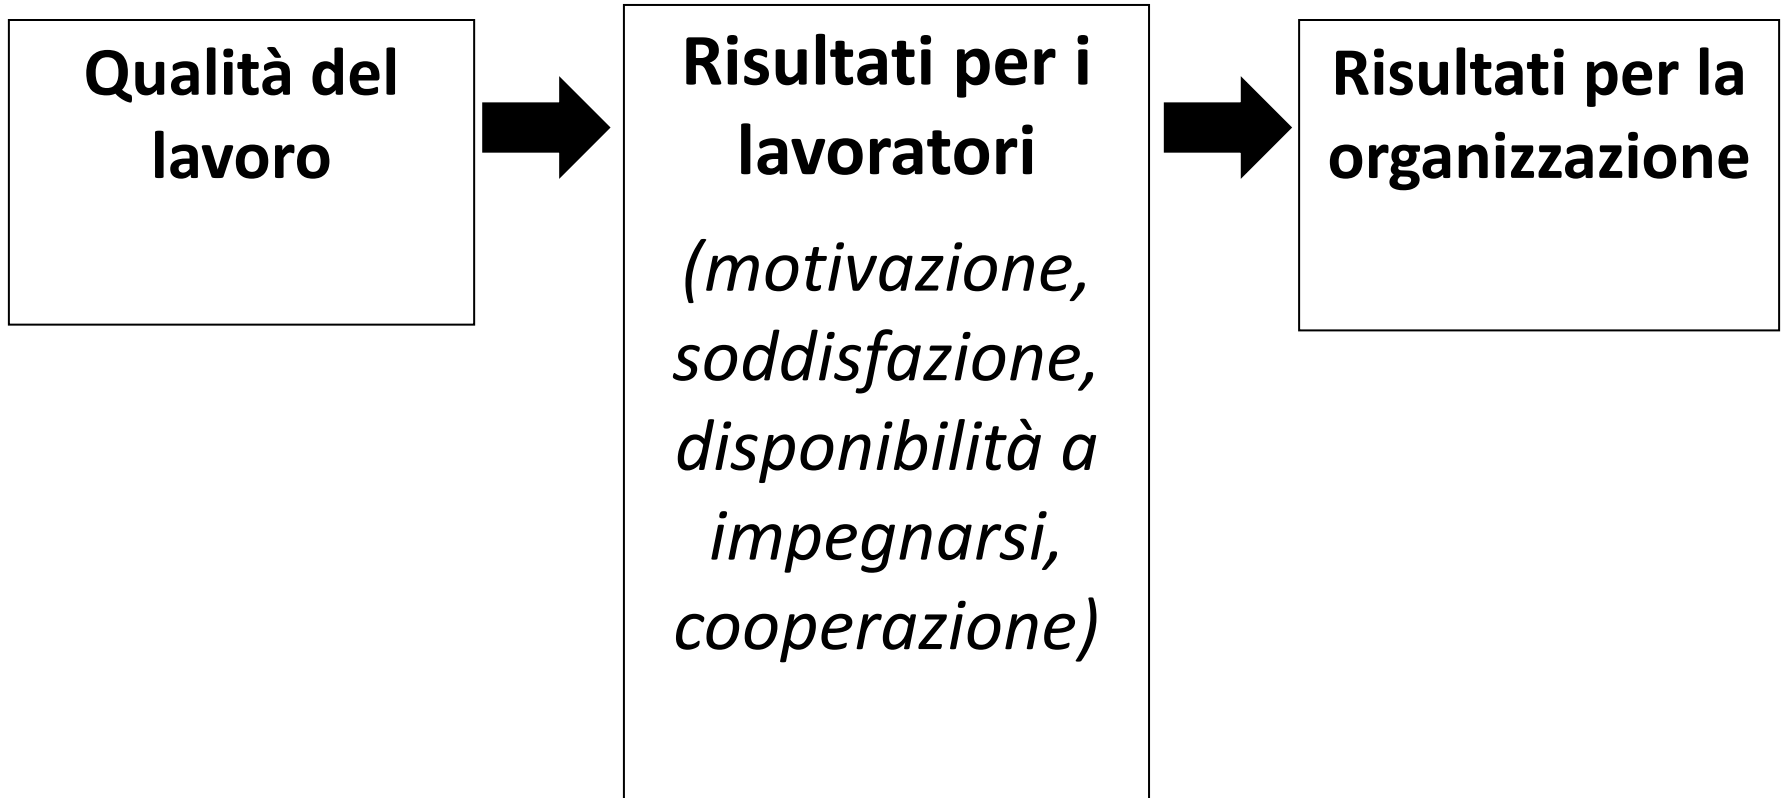 Qualità del
lavoro
Risultati per i
lavoratori
(motivazione,
soddisfazione,
disponibilità a
impegnarsi,
cooperazione)
Risultati per la
organizzazione